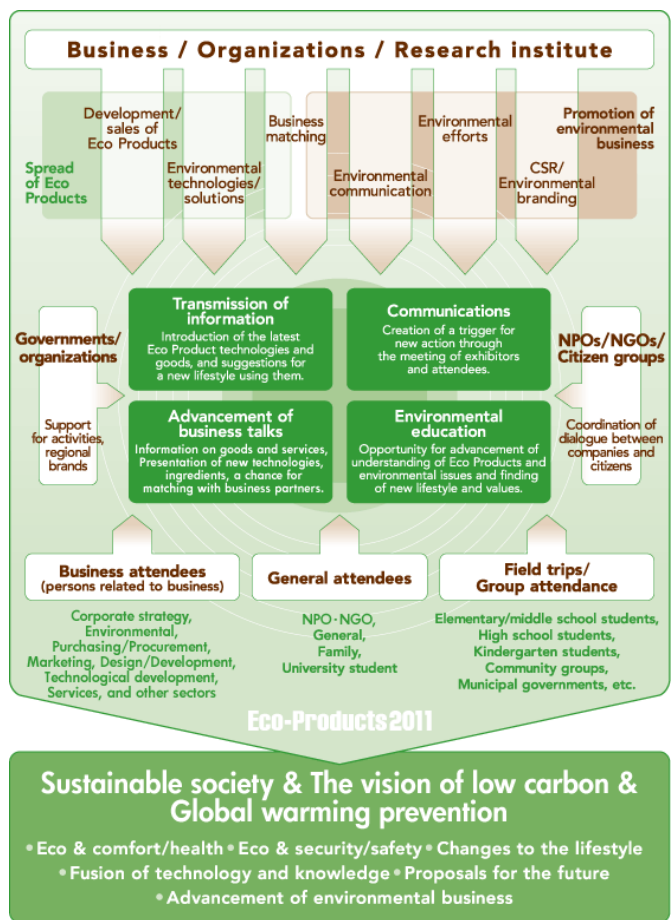 Business / Organizations / Research institute
Development/
sales of
Eco Products
Business
matching
Environmental
efforts
Promotion of
environmental
business
Spread
of Eco
Products
Environmental
technologies/
solutions
Environmental
communication
CSR/
Environmental
branding
Transmission of
information
Introduction of the latest
Eco Product technologies and
goods, and suggestions for
a new lifestyle using them.
Communications
Creation of a trigger for
new action through
the meeting of exhibitors
and attendees.
Governments/
organizations
Support
for activities,
regional
brands
NPOs/NGOs/
Citizen groups
Coordination of
dialogue between
companies and
citizens
Advancement of
business talks
Information on goods and services,
Presentation of new technologies,
ingredients, a chance for
matching with business partners.
Environmental
education
Opportunity for advancement of
understanding of Eco Products and
environmental issues and finding
of new lifestyle and values.
Business attendees
(persons related to business)
Corporate strategy,
Environmental,
Purchasing/Procurement,
Marketing, Design/Development,
Technological development,
Services, and other sectors
General attendees
NPO·NGO,
General,
Family,
University student
Field trips/
Group attendance
Elementary/middle school students,
High school students,
Kindergarten students,
Community groups,
Municipal governments, etc.
Eco-Products2011
Sustainable society & The vision of low carbon &
Global warming prevention
•Eco & comfort/health •Eco & security/safety •Changes to the lifestyle
•Fusion of technology and knowledge •Proposals for the future
•Advancement of environmental business